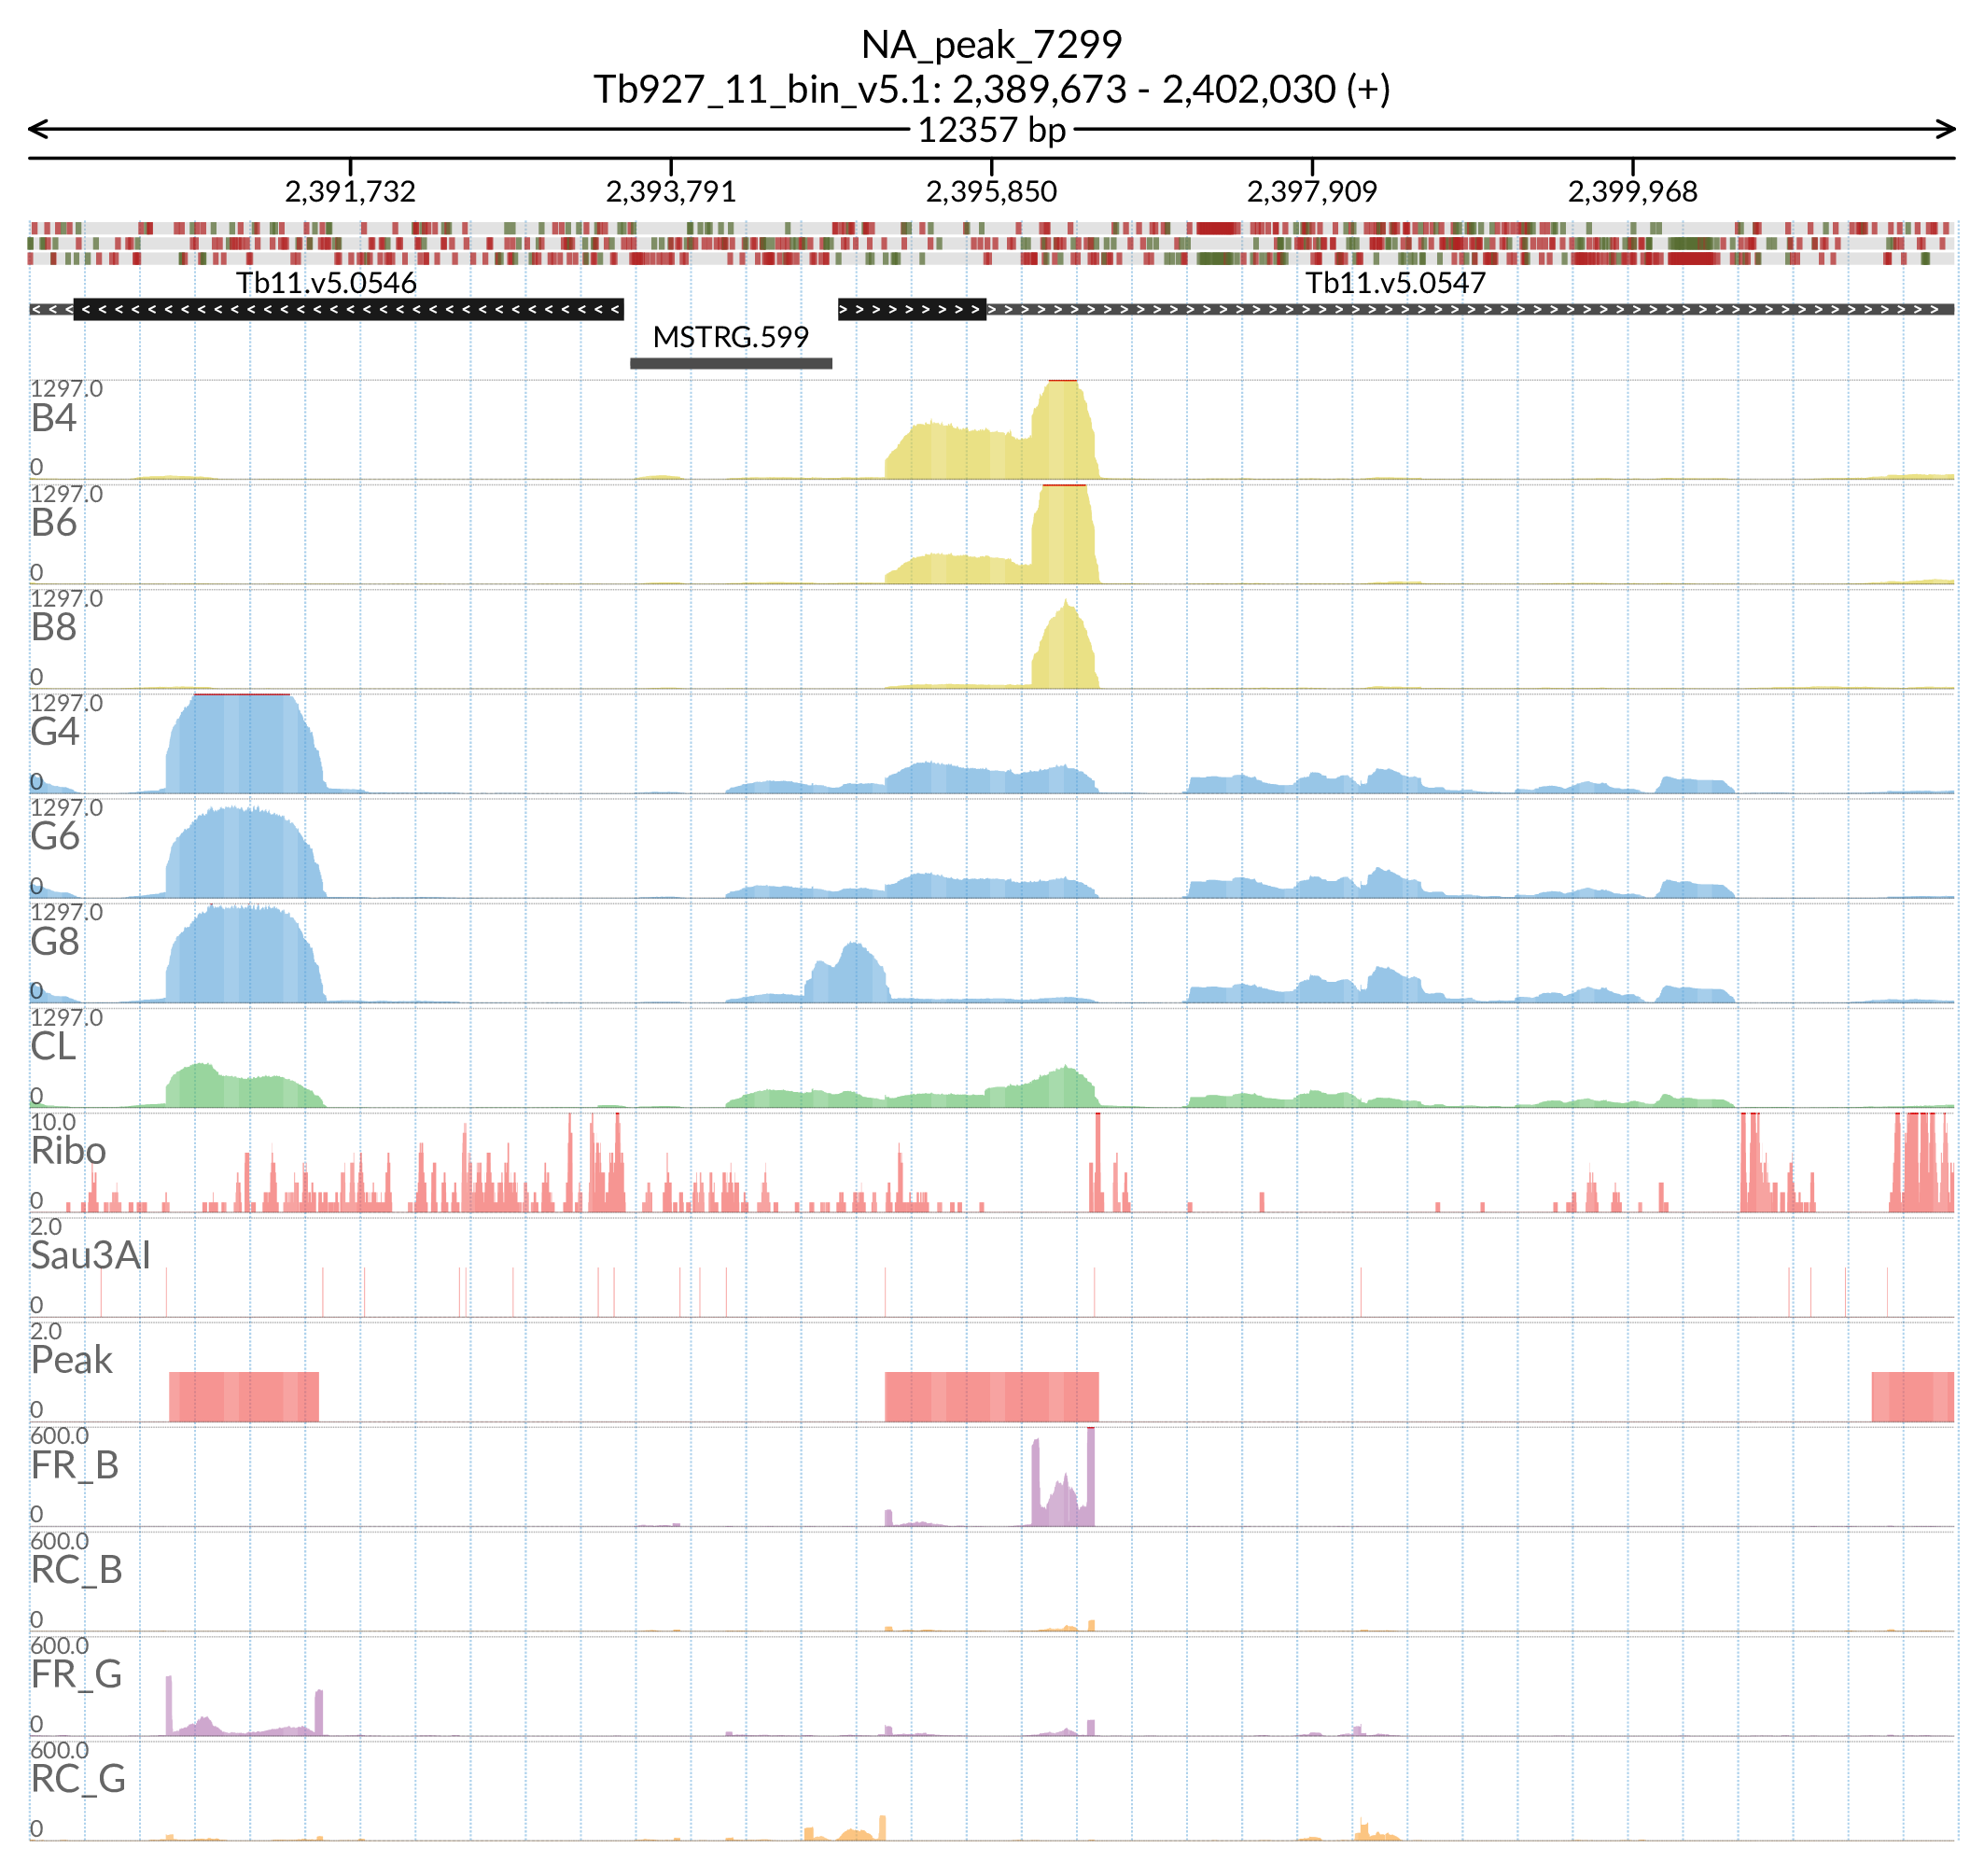 NA_peak_7299
Tb927_11_bin_v5.1: 2,389,673 - 2,402,030 (+)
12357 bp
2,391,732 2,393,791 2,395,850 2,397,909 2,399,968
Tb11.v5.0546 Tb11.v5.0547
MSTRG.599
1297.0
B4
0
1297.0
B6
0
1297.0
B8
0
1297.0
G4
0
1297.0
G6
0
1297.0
G8
0
1297.0
CL
0
10.0
Ribo
0
2.0
Sau3AI
0
2.0
Peak
0
600.0
FR_B
0
600.0
RC_B
0
600.0
FR_G
0
600.0
RC_G
0